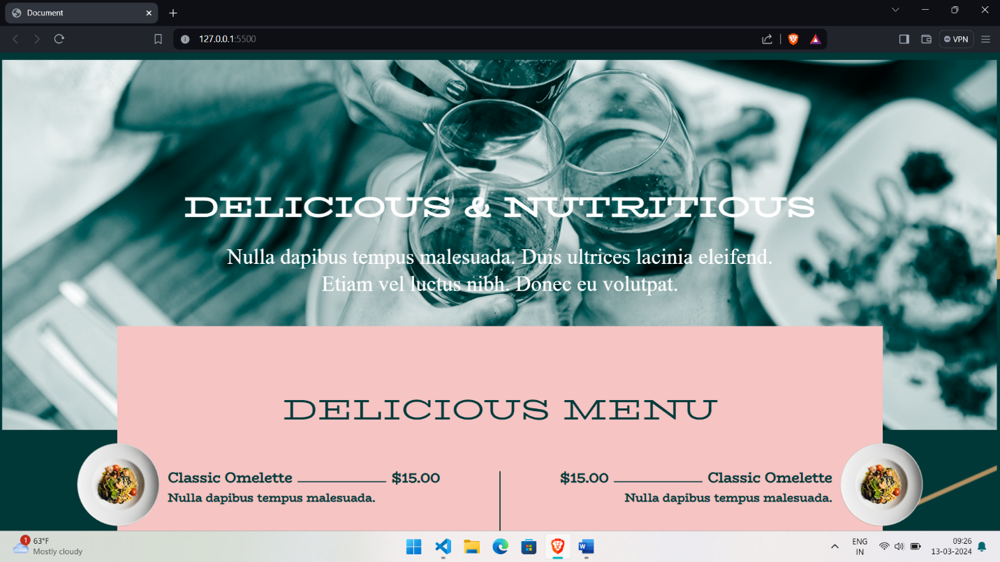 Document
127.0.0.1:5500
VPN
DELICIOUS & NUTRITIOUS
Nulla dapibus tempus malesuada. Duis ultrices lacinia eleifend.
Etiam vel luctus nibh. Donec eu volutpat.
DELICIOUS MENU
Classic Omelette $15.00
Nulla dapibus tempus malesuada.
$15.00 Classic Omelette
Nulla dapibus tempus malesuada.
1
63°F
Mostly cloudy
ENG
IN
09:26
13-03-2024